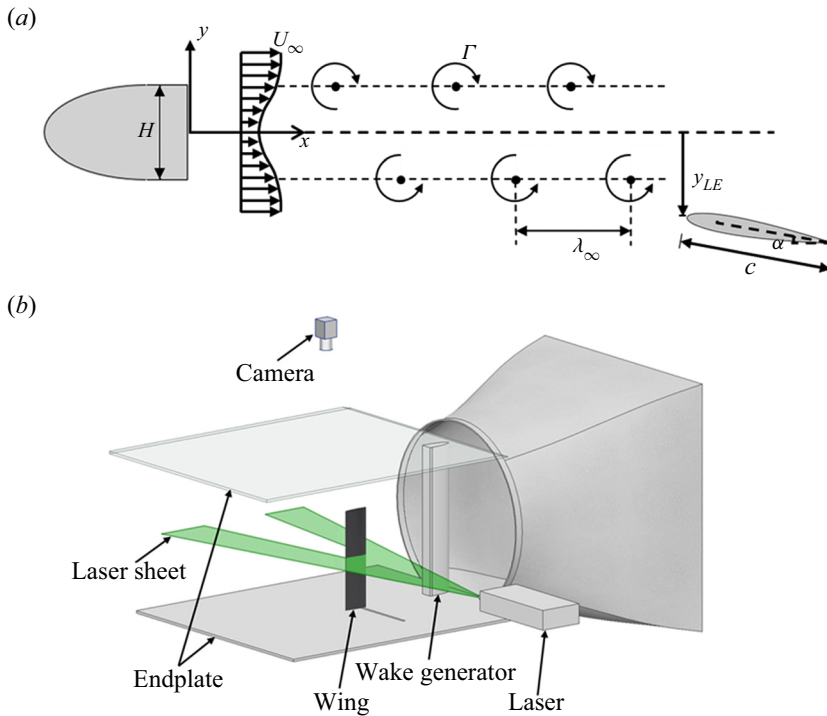 (a)
y
U∞
Γ
H
x
y_LE
λ∞
α
c
(b)
Camera
Laser sheet
Endplate
Wing
Wake generator
Laser